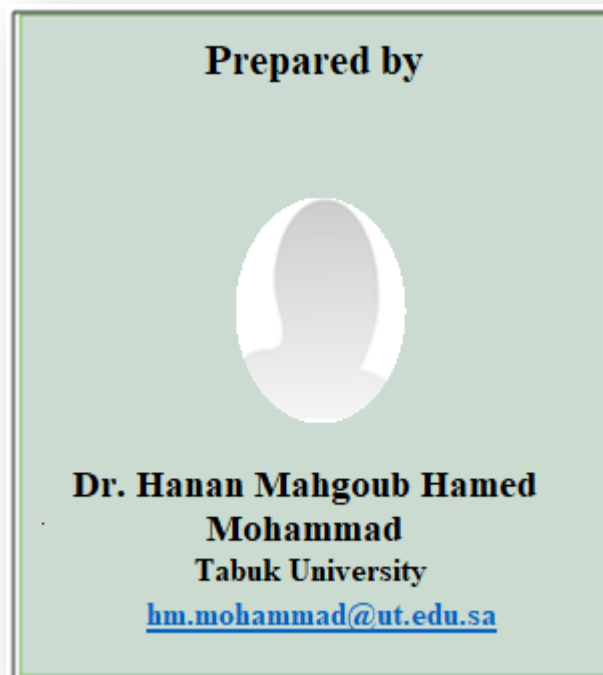 Prepared by
Dr. Hanan Mahgoub Hamed
Mohammad
Tabuk University
hm.mohammad@ut.edu.sa